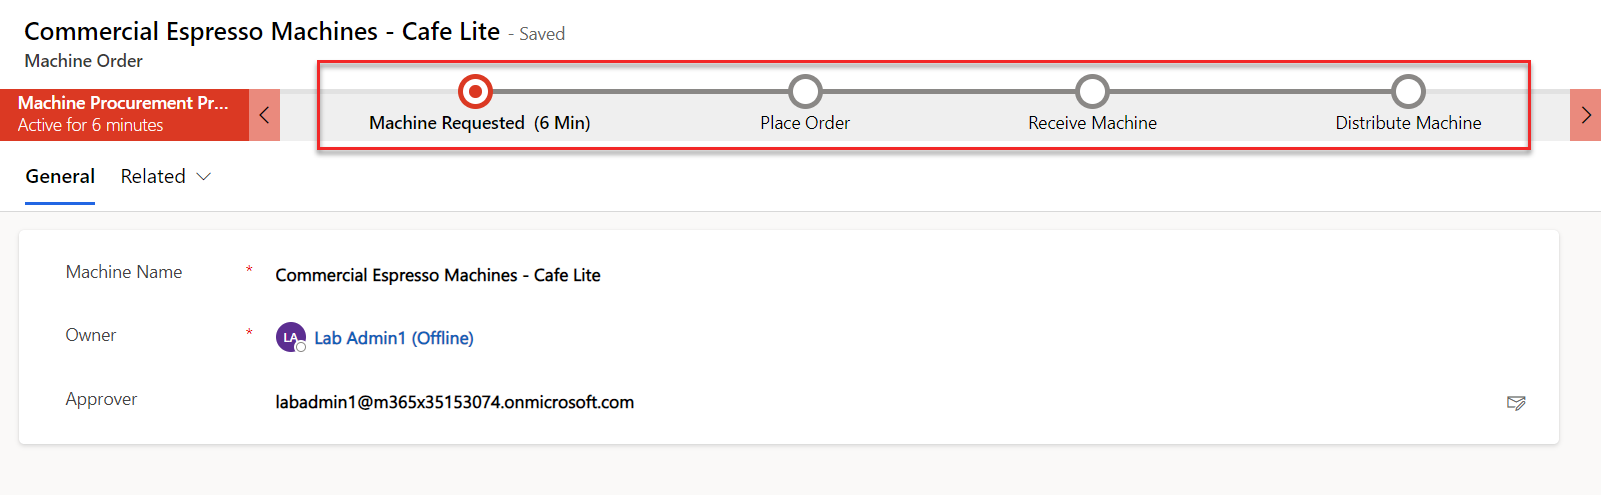 Commercial Espresso Machines - Cafe Lite - Saved
Machine Order
Machine Procurement Pr...
Active for 6 minutes
Machine Requested (6 Min)
Place Order
Receive Machine
Distribute Machine
General
Related
Machine Name * Commercial Espresso Machines - Cafe Lite
Owner * LA Lab Admin1 (Offline)
Approver labadmin1@m365x35153074.onmicrosoft.com